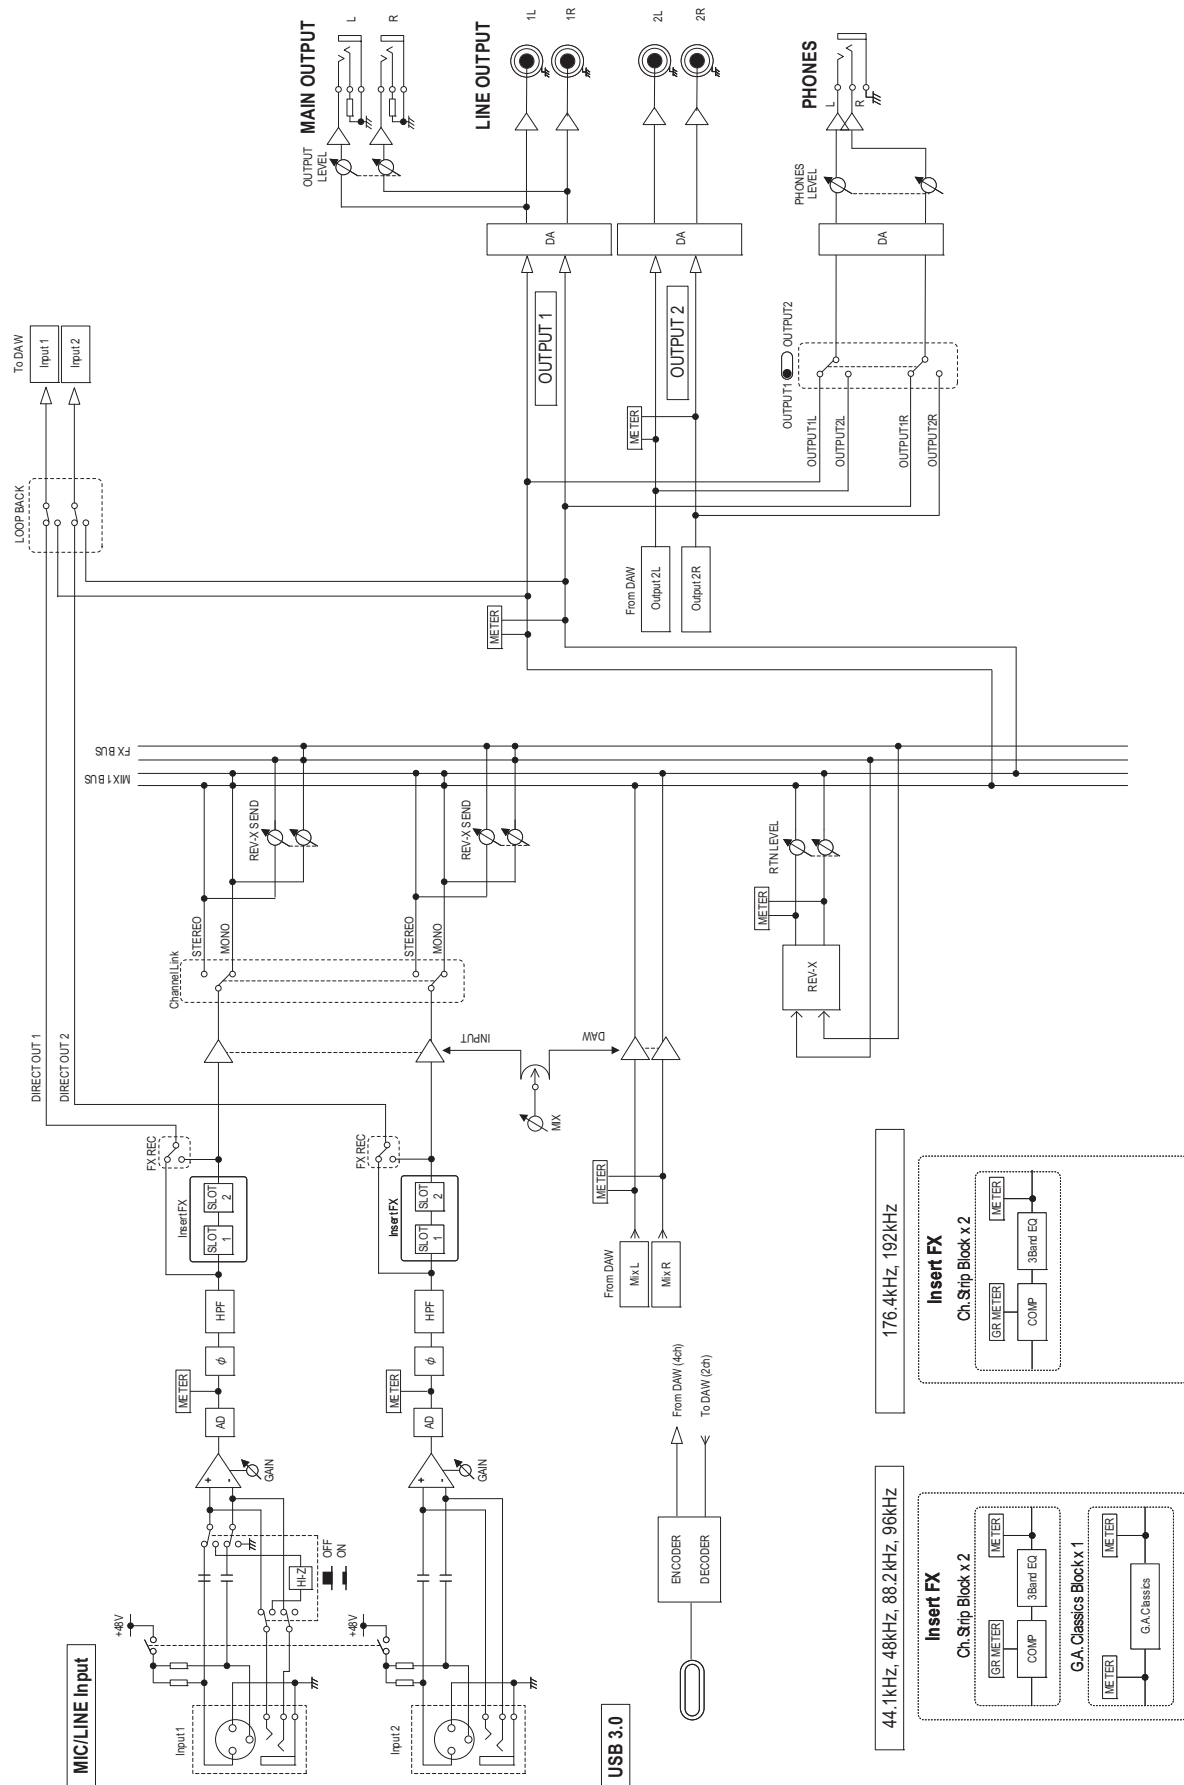 MIC/LINE Input
Input 1
+48V
HI-Z
OFF
ON
+
-
GAIN
AD
METER
ϕ
HPF
Insert FX
SLOT 1
SLOT 2
FX REC
DIRECT OUT 1
Input 2
+48V
+
-
GAIN
AD
METER
ϕ
HPF
Insert FX
SLOT 1
SLOT 2
FX REC
DIRECT OUT 2
Channel Link
STEREO
MONO
REV-X SEND
STEREO
MONO
REV-X SEND
MIX 1 BUS
FX BUS
LOOP BACK
To DAW
Input 1
Input 2
MIX
INPUT
DAW
From DAW
Mix L
Mix R
METER
REV-X
METER
RTN LEVEL
METER
OUTPUT 1
DA
OUTPUT LEVEL
MAIN OUTPUT
L
R
LINE OUTPUT
1L
1R
2L
2R
From DAW
Output 2L
Output 2R
METER
OUTPUT 2
DA
OUTPUT1L
OUTPUT2L
OUTPUT1R
OUTPUT2R
OUTPUT1
OUTPUT2
DA
PHONES LEVEL
L
R
PHONES
USB 3.0
ENCODER
DECODER
From DAW (4ch)
To DAW (2ch)
44.1kHz, 48kHz, 88.2kHz, 96kHz
Insert FX
Ch. Strip Block x 2
GR METER
COMP
3Band EQ
METER
G.A. Classics Block x 1
METER
G.A.Classics
METER
176.4kHz, 192kHz
Insert FX
Ch. Strip Block x 2
GR METER
COMP
3Band EQ
METER